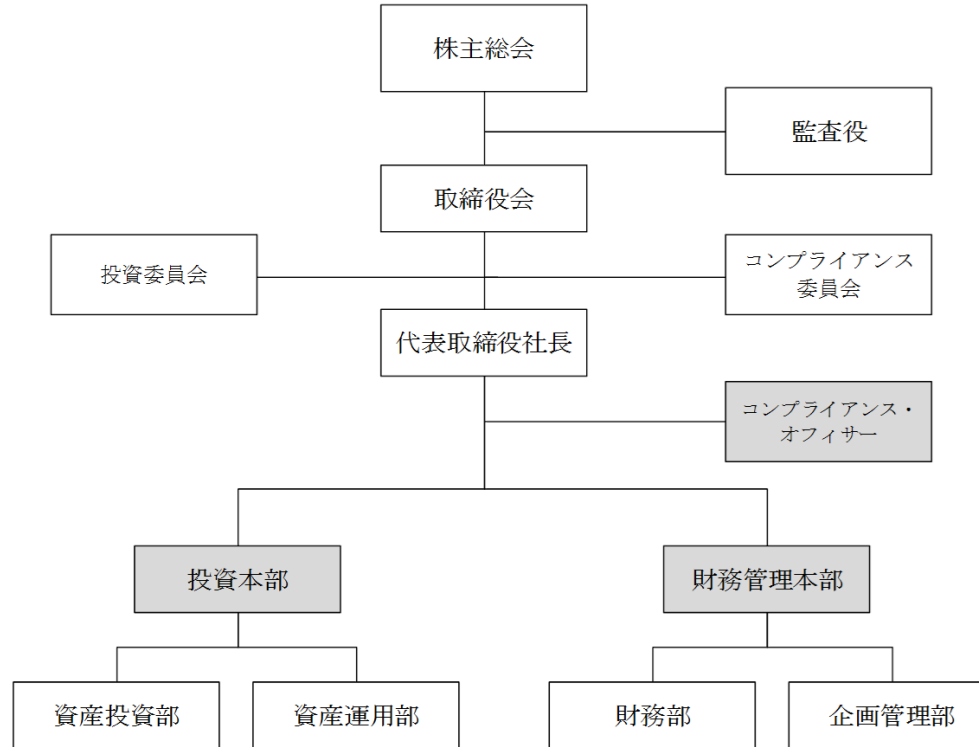 株主総会
監査役
取締役会
投資委員会
コンプライアンス
委員会
代表取締役社長
コンプライアンス・
オフィサー
投資本部
財務管理本部
資産投資部
資産運用部
財務部
企画管理部